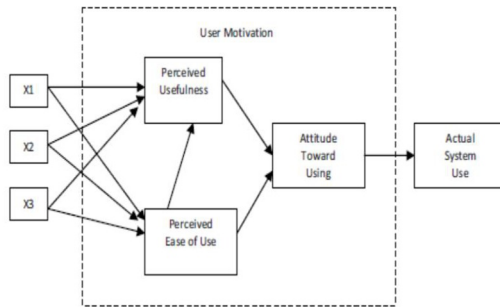 User Motivation
X1
X2
X3
Perceived
Usefulness
Perceived
Ease of Use
Attitude
Toward
Using
Actual
System
Use